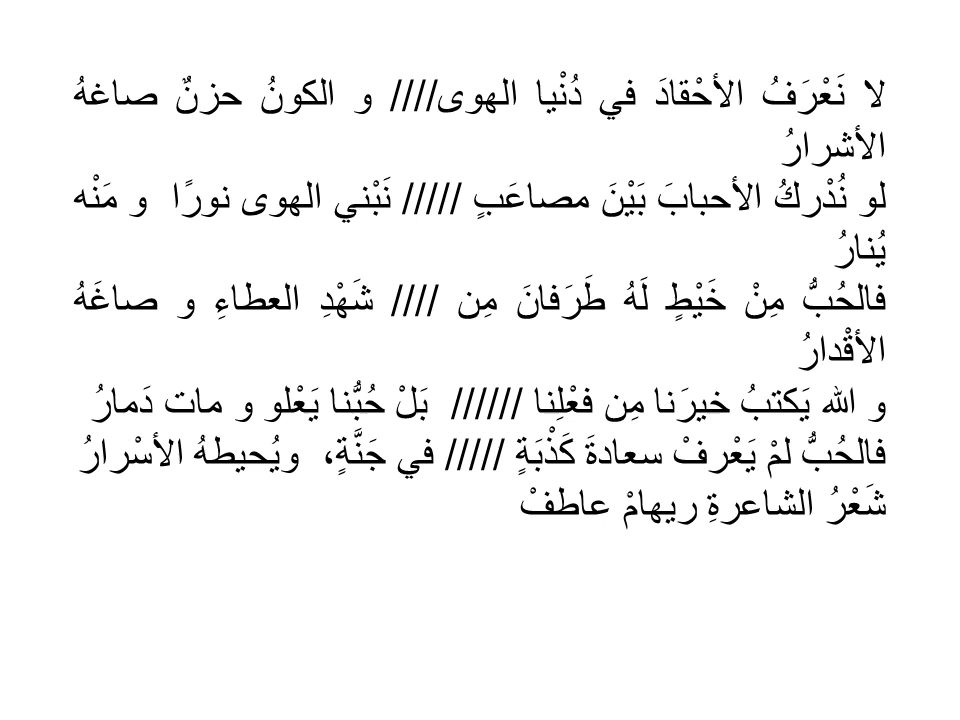 لا نَعْرَفُ الأحْقادَ في دُنْيا الهوى//// و الكونُ حزنٌ صاغهُ
الأشرارُ
لو نُدْركُ الأحبابَ بَيْنَ مصاعَبٍ ///// نَبْني الهوى نورًا و مَنْه
يُنارُ
فالحُبُّ مِنْ خَيْطٍ لَهُ طَرَفانَ مِن //// شَهْدِ العطاءِ و صاغَهُ
الأقْدارُ
و الله يَكتبُ خيرَنا مِن فعْلِنا ////// بَلْ حُبُّنا يَعْلو و مات دَمارُ
فالحُبُّ لمْ يَعْرفْ سعادةَ كَذْبَةٍ ///// في جَنَّةٍ، ويُحيطهُ الأسْرارُ
شَعْرُ الشاعرةِ ريهامْ عاطفْ